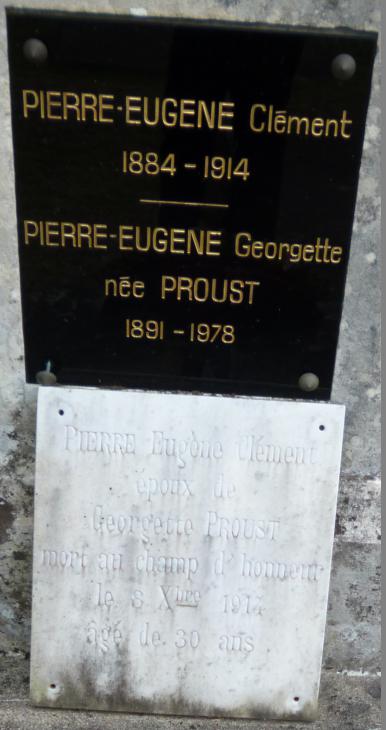 PIERRE-EUGENE Clément
1884 - 1914
PIERRE-EUGENE Georgette
née PROUST
1891 - 1978
PIERRE Eugène Clément
époux de
Georgette PROUST
mort au champ d'honneur
le 8 Xbre 1914
âgé de 30 ans